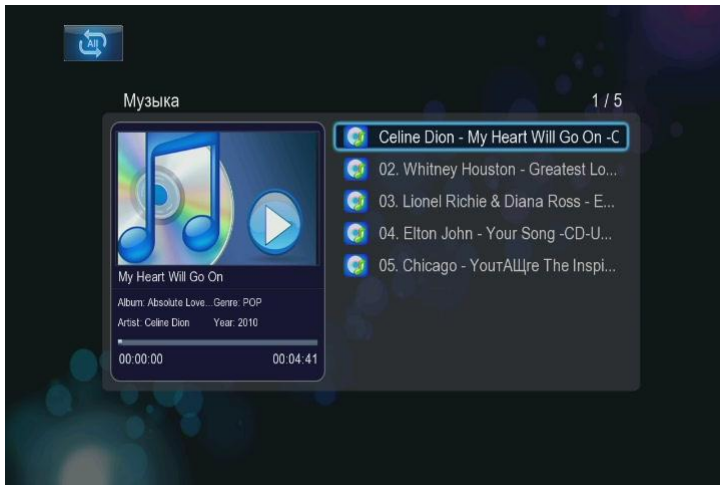 All
Музыка
1 / 5
Celine Dion - My Heart Will Go On -C
02. Whitney Houston - Greatest Lo...
03. Lionel Richie & Diana Ross - E...
04. Elton John - Your Song -CD-U...
05. Chicago - YouтАЩre The Inspi...
My Heart Will Go On
Album: Absolute Love... Genre: POP
Artist: Celine Dion Year: 2010
00:00:00 00:04:41